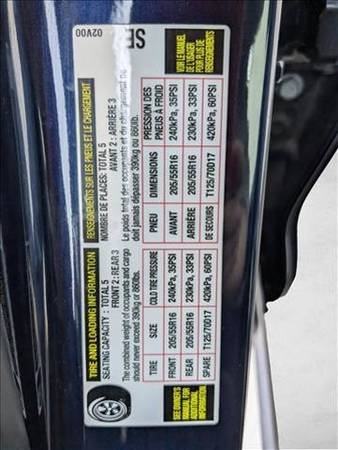 TIRE AND LOADING INFORMATION
SEATING CAPACITY : TOTAL 5
FRONT 2 : REAR 3
The combined weight of occupants and cargo
should never exceed 390kg or 860lbs.
TIRE SIZE COLD TIRE PRESSURE
FRONT 205/55R16 240kPa, 35PSI
REAR 205/55R16 230kPa, 33PSI
SPARE T125/70D17 420kPa, 60PSI
SEE OWNER'S
MANUAL FOR
ADDITIONAL
INFORMATION
RENSEIGNEMENTS SUR LES PNEUS ET LE CHARGEMENT
NOMBRE DE PLACES: TOTAL 5
AVANT 2 : ARRIÈRE 3
Le poids total des occupants et du chargement ne
doit jamais dépasser 390kg ou 860lb.
PNEU DIMENSIONS PRESSION DES
PNEUS À FROID
AVANT 205/55R16 240kPa, 35PSI
ARRIÈRE 205/55R16 230kPa, 33PSI
DE SECOURS T125/70D17 420kPa, 60PSI
VOIR LE MANUEL
DE L'USAGER
POUR PLUS DE
RENSEIGNEMENTS
02V00
SE